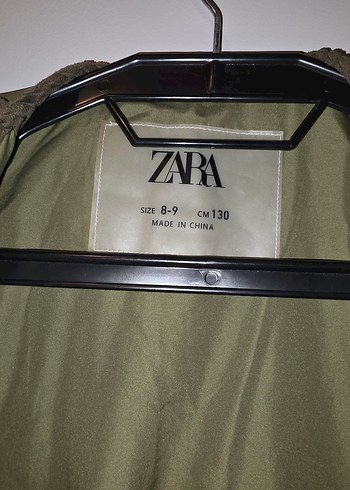 ZARA
SIZE 8-9 CM 130
MADE IN CHINA